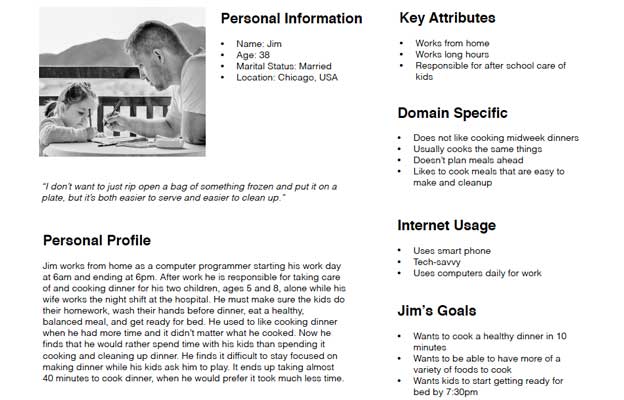 Personal Information
• Name: Jim
• Age: 38
• Marital Status: Married
• Location: Chicago, USA
"I don't want to just rip open a bag of something frozen and put it on a
plate, but it's both easier to serve and easier to clean up."
Personal Profile
Jim works from home as a computer programmer starting his work day
at 6am and ending at 6pm. After work he is responsible for taking care
of and cooking dinner for his two children, ages 5 and 8, alone while his
wife works the night shift at the hospital. He must make sure the kids do
their homework, wash their hands before dinner, eat a healthy,
balanced meal, and get ready for bed. He used to like cooking dinner
when he had more time and it didn't matter what he cooked. Now he
finds that he would rather spend time with his kids than spending it
cooking and cleaning up dinner. He finds it difficult to stay focused on
making dinner while his kids ask him to play. It ends up taking almost
40 minutes to cook dinner, when he would prefer it took much less time.
Key Attributes
• Works from home
• Works long hours
• Responsible for after school care of
kids
Domain Specific
• Does not like cooking midweek dinners
• Usually cooks the same things
• Doesn't plan meals ahead
• Likes to cook meals that are easy to
make and cleanup
Internet Usage
• Uses smart phone
• Tech-savvy
• Uses computers daily for work
Jim's Goals
• Wants to cook a healthy dinner in 10
minutes
• Wants to be able to have more of a
variety of foods to cook
• Wants kids to start getting ready for
bed by 7:30pm